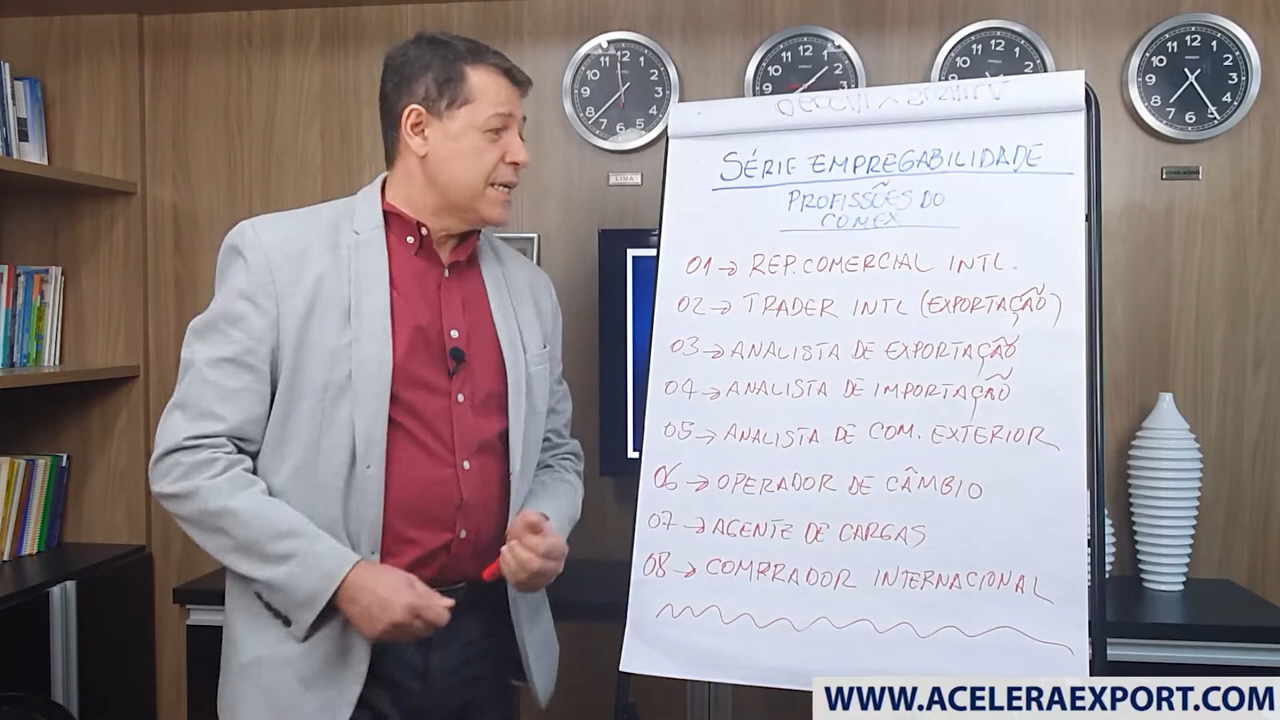 SÉRIE EMPREGABILIDADE
PROFISSÕES DO
COMEX
01→ REP. COMERCIAL INTL.
02→ TRADER INTL (EXPORTAÇÃO)
03→ ANALISTA DE EXPORTAÇÃO
04→ ANALISTA DE IMPORTAÇÃO
05→ ANALISTA DE COM. EXTERIOR
06→ OPERADOR DE CÂMBIO
07→ AGENTE DE CARGAS
08→ COMPRADOR INTERNACIONAL
LIMA
WWW.ACELERAEXPORT.COM